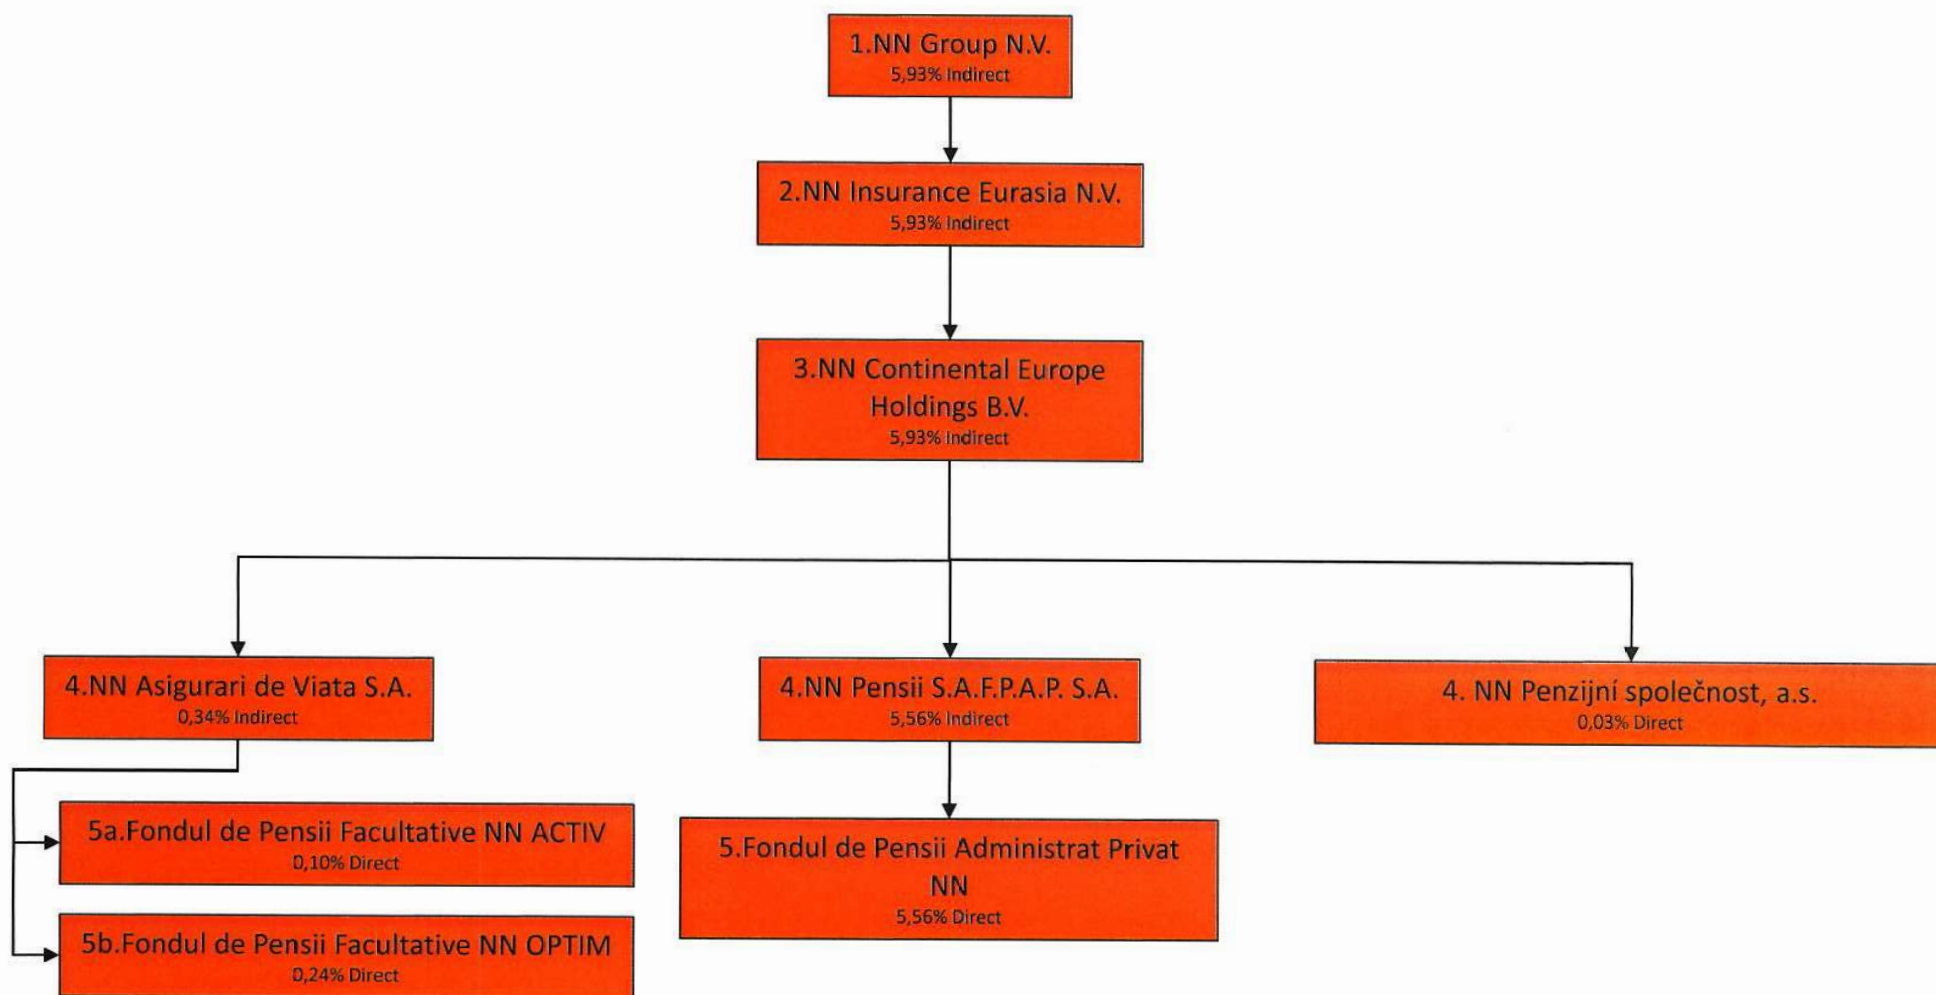 1.NN Group N.V.
5,93% Indirect
2.NN Insurance Eurasia N.V.
5,93% Indirect
3.NN Continental Europe
Holdings B.V.
5,93% Indirect
4.NN Asigurari de Viata S.A.
0,34% Indirect
4.NN Pensii S.A.F.P.A.P. S.A.
5,56% Indirect
4. NN Penzijní společnost, a.s.
0,03% Direct
5a.Fondul de Pensii Facultative NN ACTIV
0,10% Direct
5b.Fondul de Pensii Facultative NN OPTIM
0,24% Direct
5.Fondul de Pensii Administrat Privat
NN
5,56% Direct